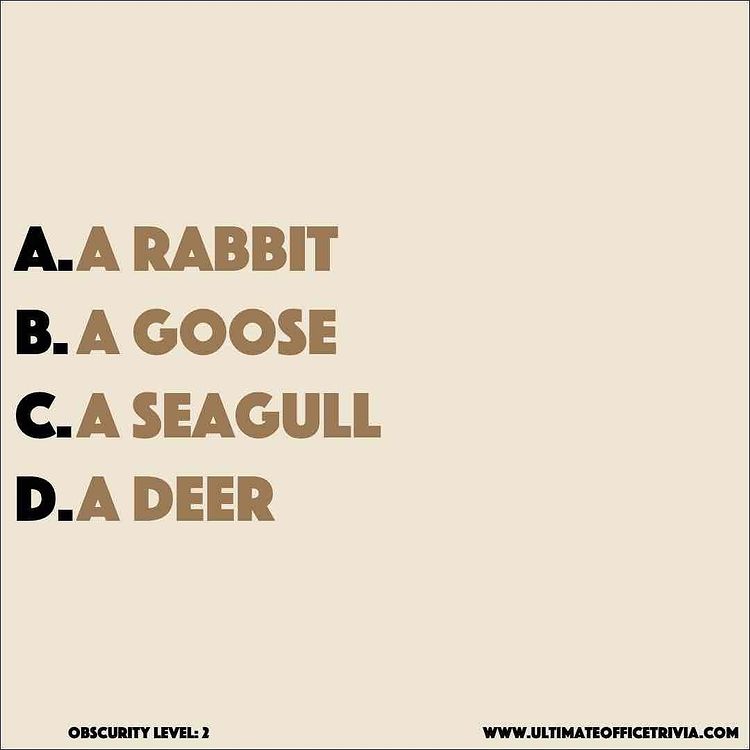 A. A RABBIT
B. A GOOSE
C. A SEAGULL
D. A DEER
OBSCURITY LEVEL: 2
WWW.ULTIMATEOFFICETRIVIA.COM